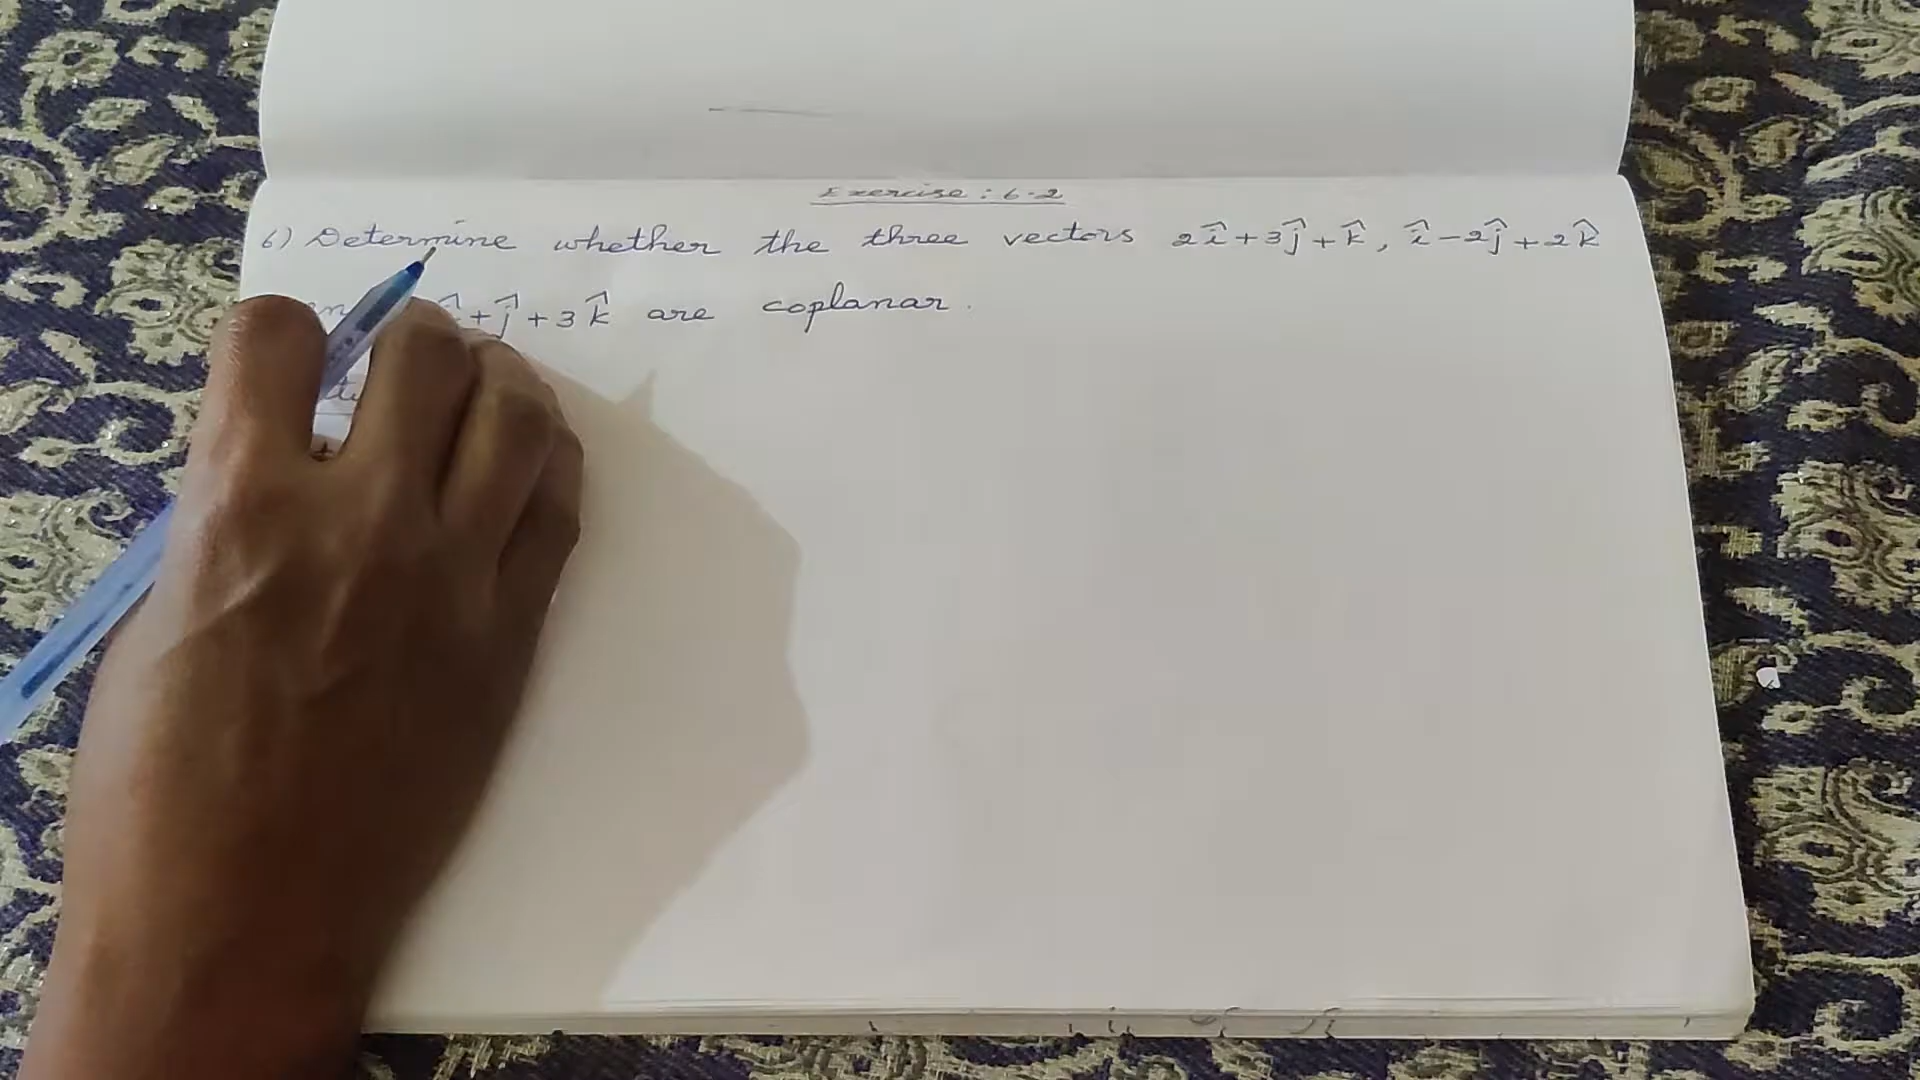 Exercise : 6.2
6) Determine whether the three vectors 2î + 3ĵ + k̂, î - 2ĵ + 2k̂
+ ĵ + 3k̂ are coplanar.